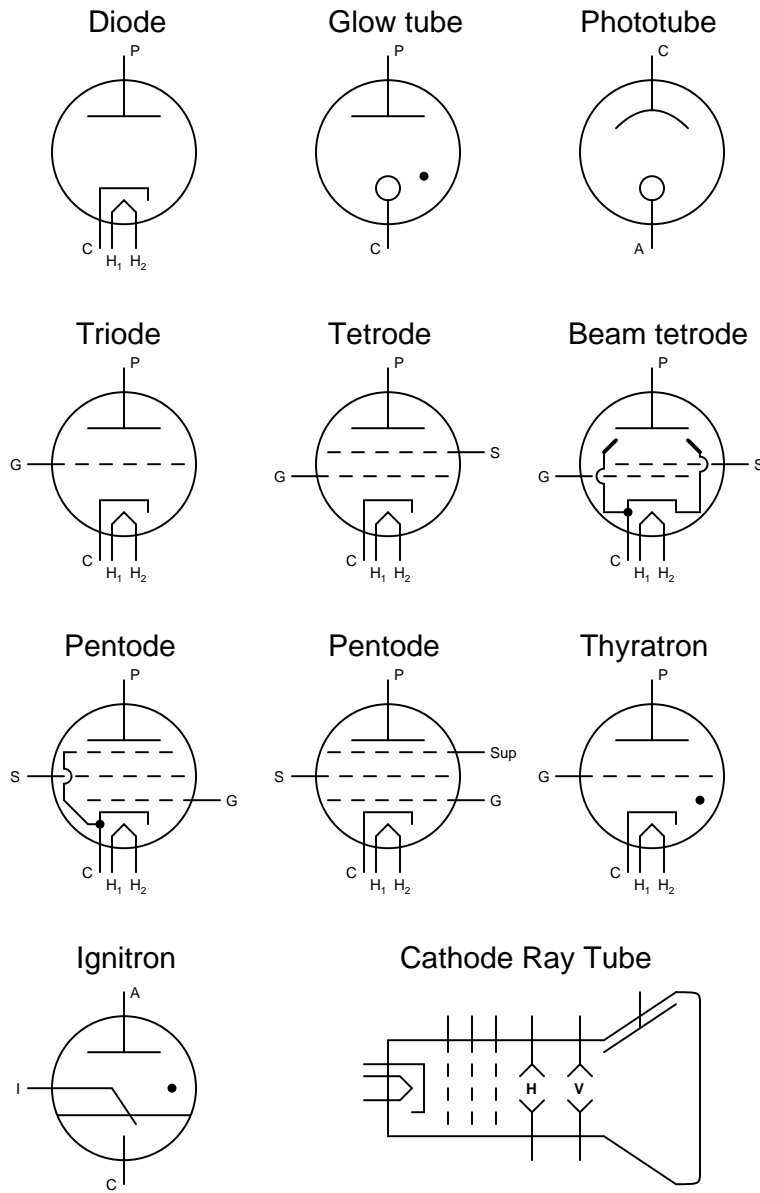 Diode Glow tube Phototube
P P C
C H₁ H₂ C A
Triode Tetrode Beam tetrode
P P P
G S G G S
C H₁ H₂ C H₁ H₂ C H₁ H₂
Pentode Pentode Thyratron
P P P
S G S Sup G G
C H₁ H₂ C H₁ H₂ C H₁ H₂
Ignitron Cathode Ray Tube
A
I H V
C